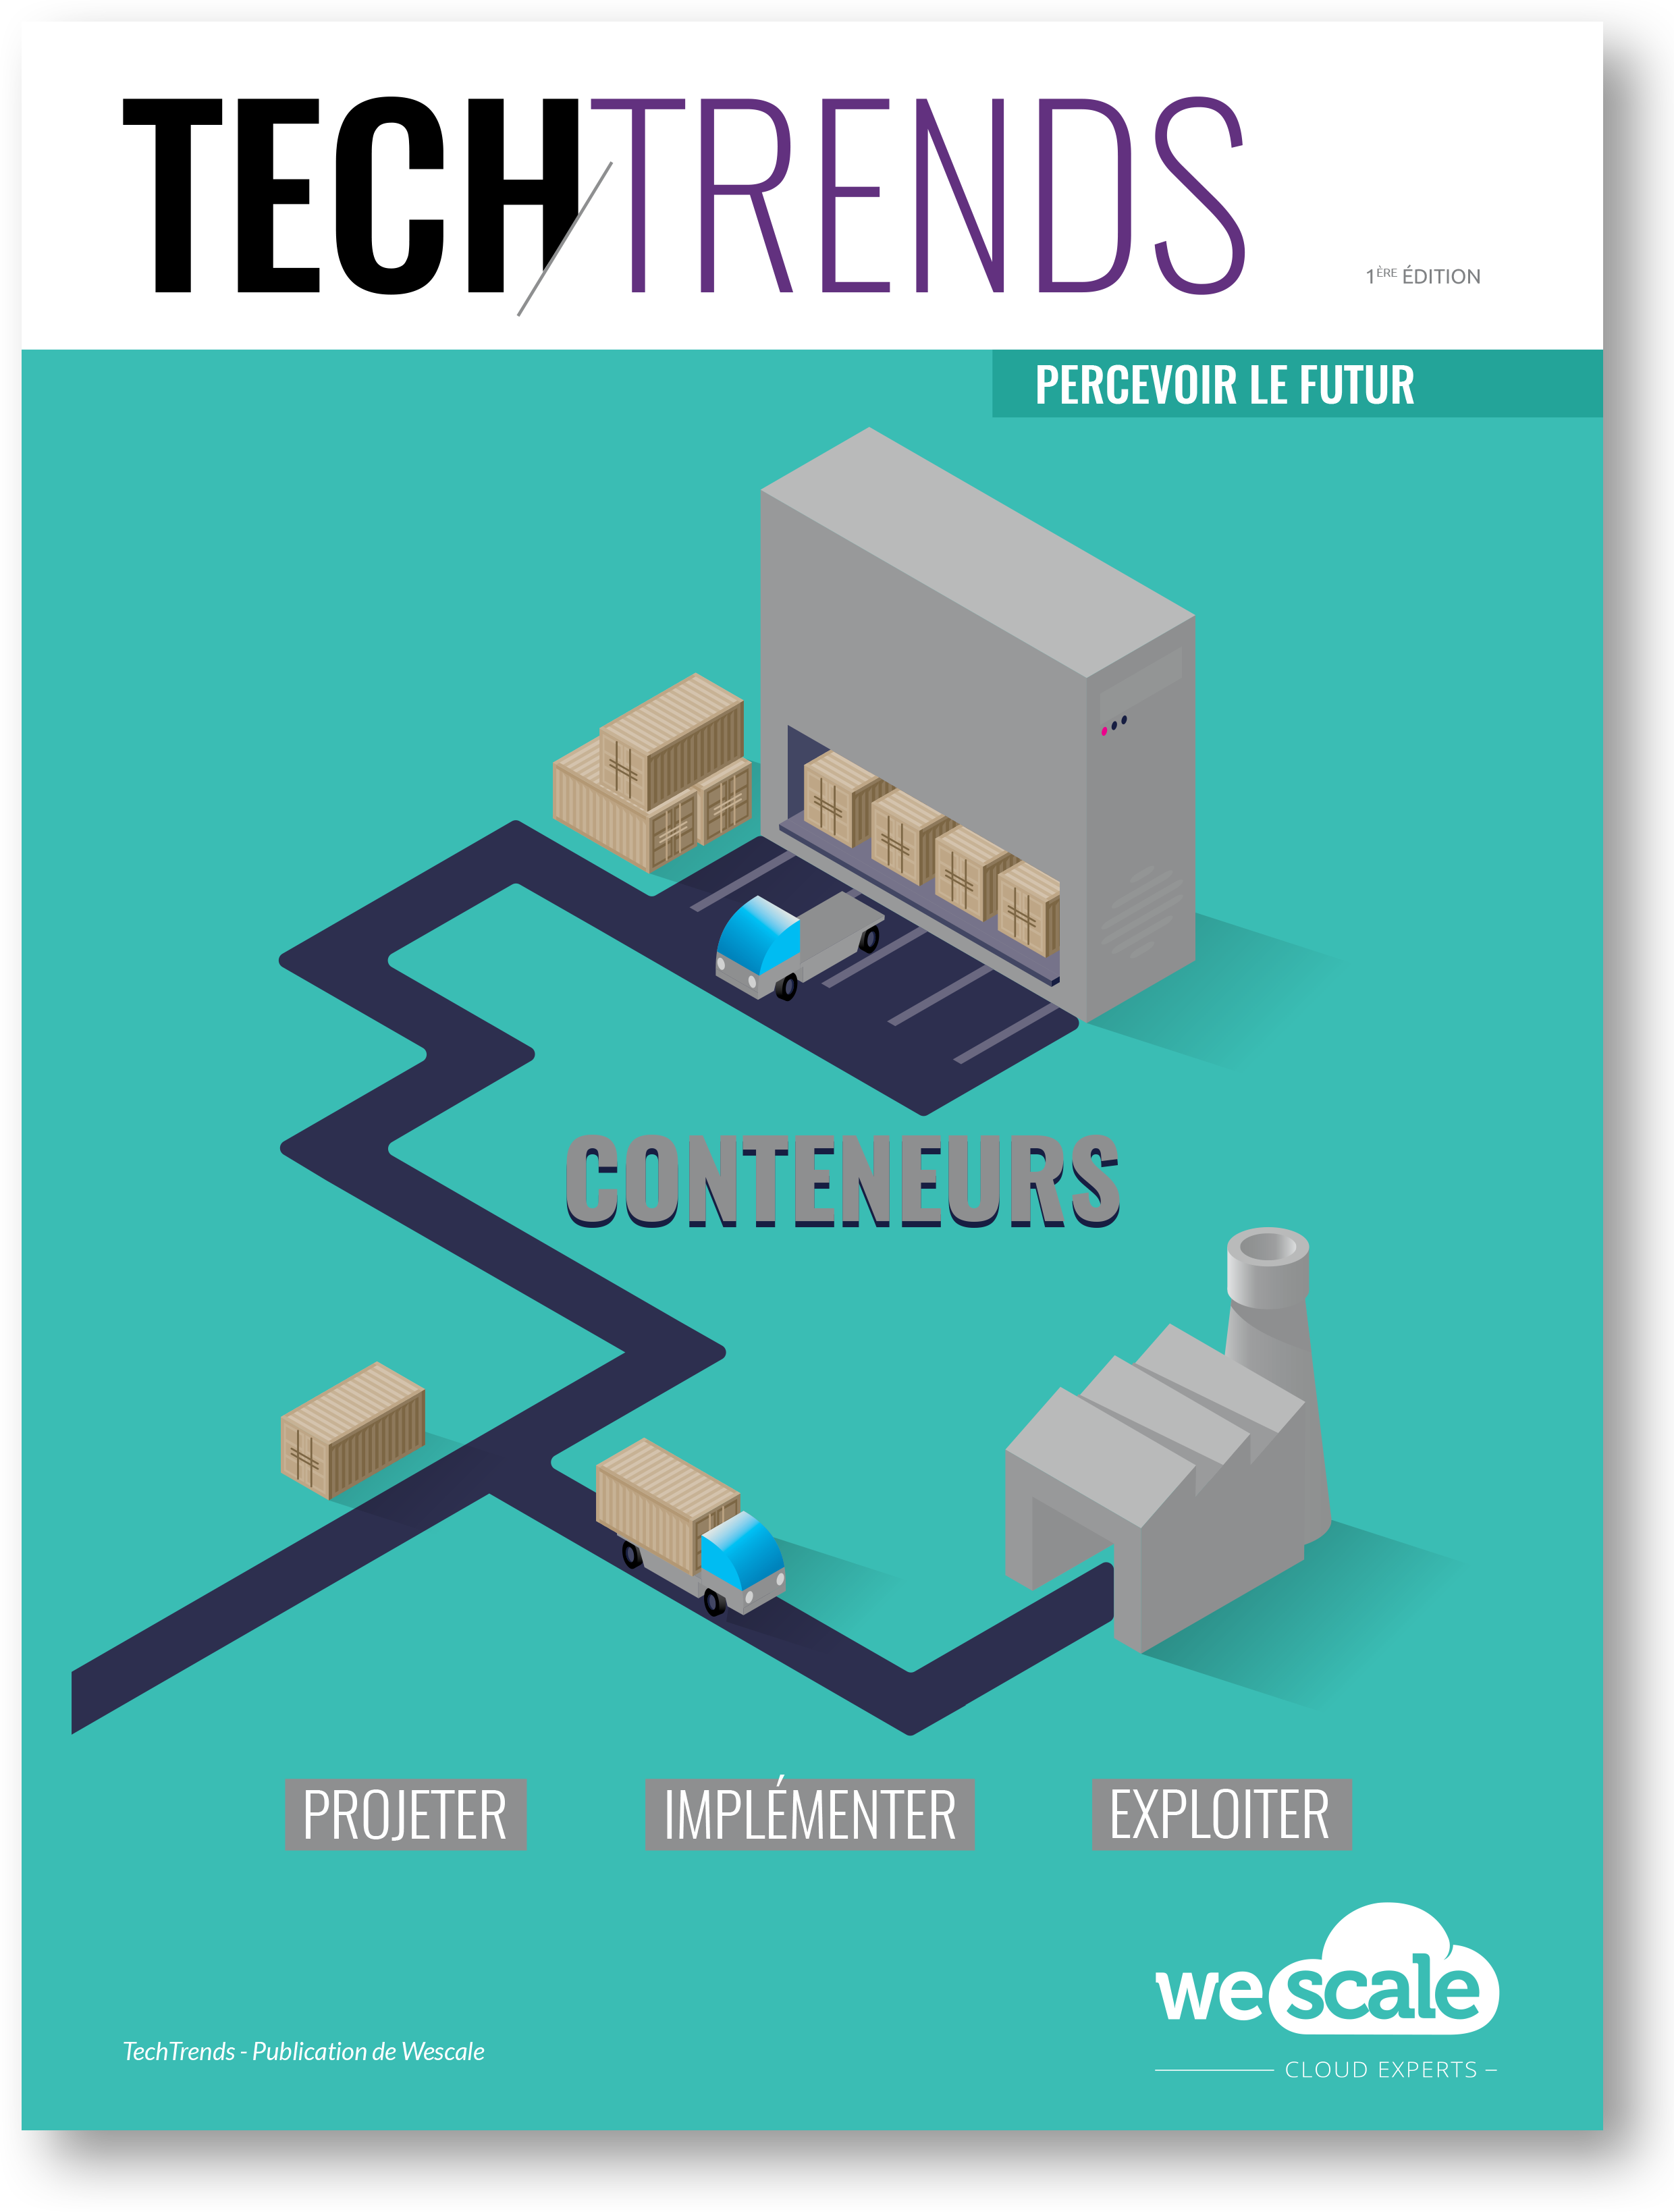 TECH/TRENDS
1ÈRE ÉDITION
PERCEVOIR LE FUTUR
CONTENEURS
PROJETER IMPLÉMENTER EXPLOITER
wescale
CLOUD EXPERTS
TechTrends - Publication de Wescale